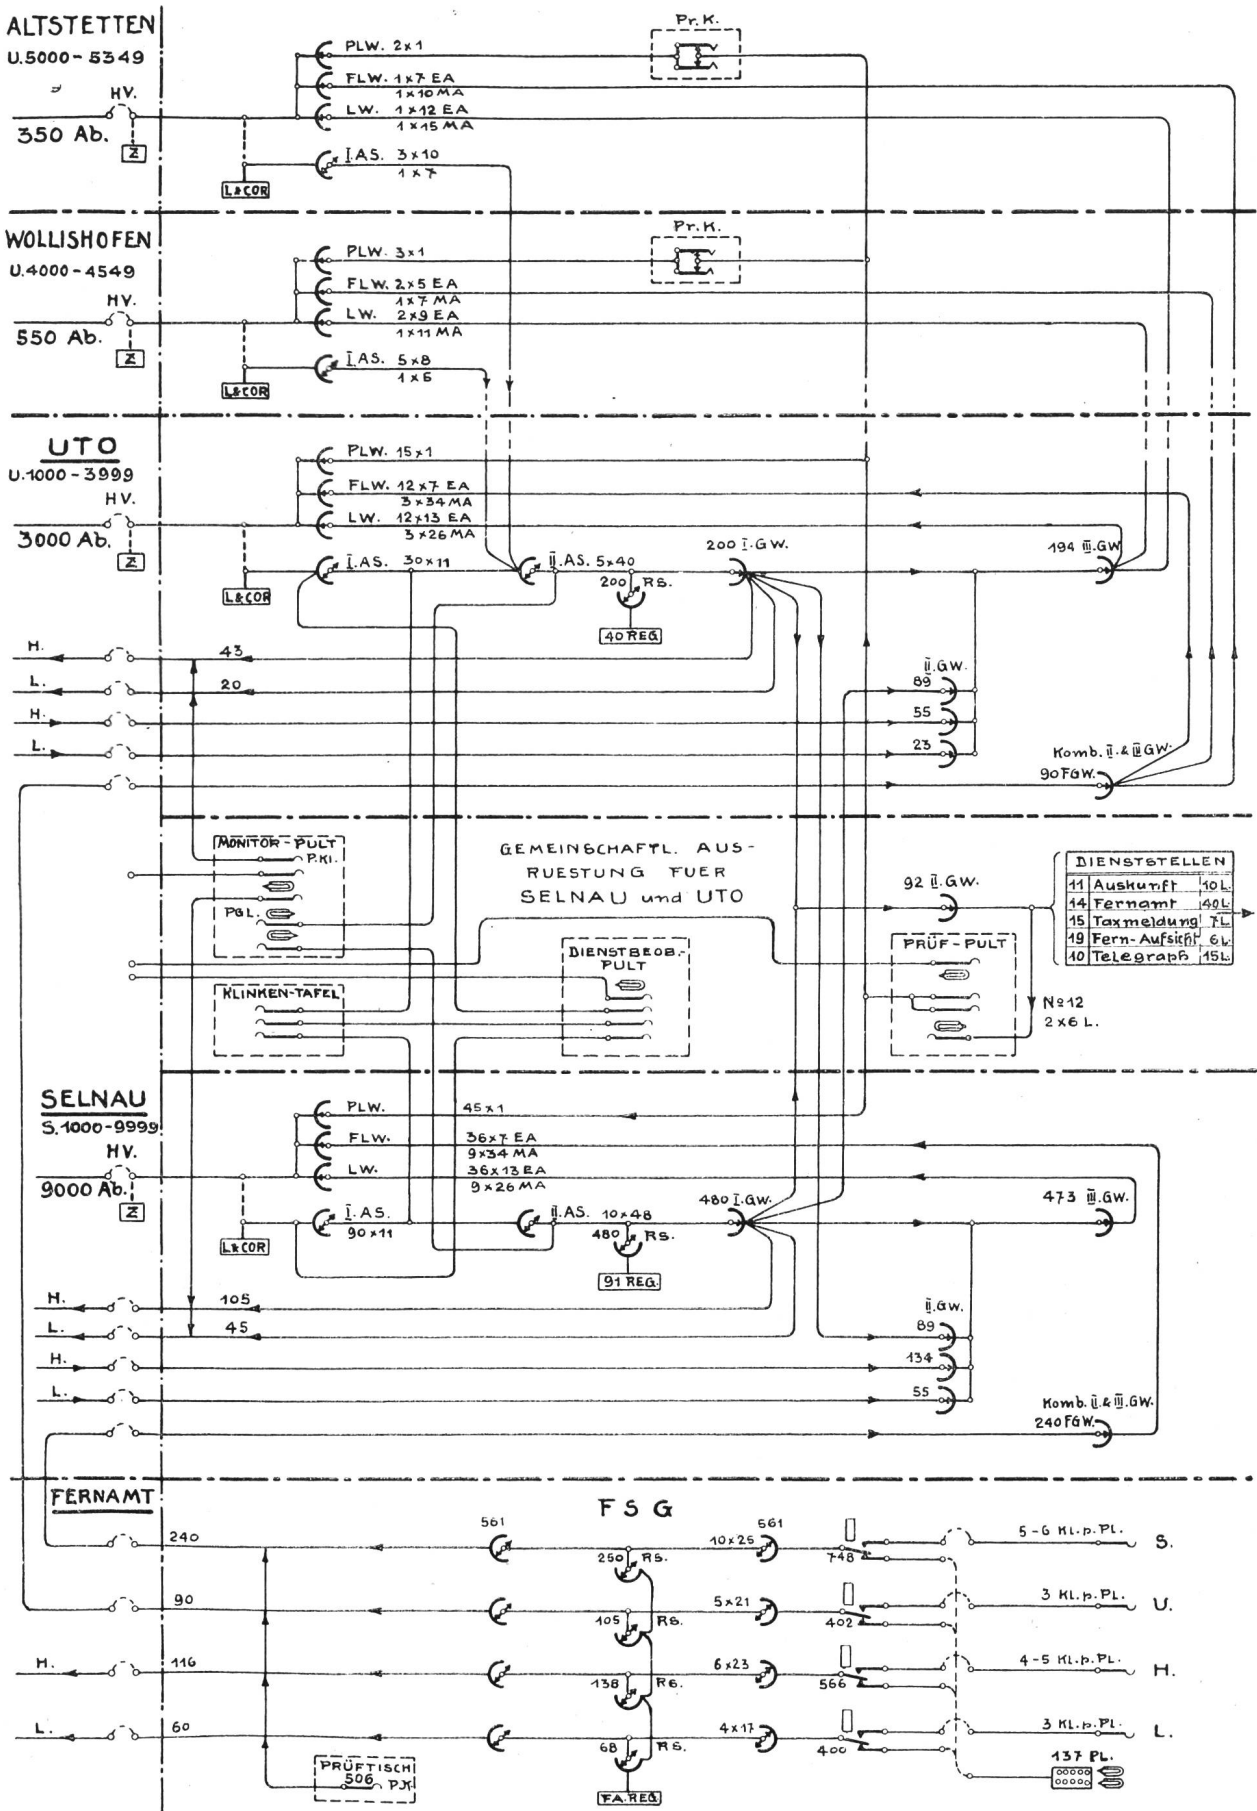 ALTSTETTEN
U.5000-5349
HV.
350 Ab.
Z
L&COR
PLW. 2x1
FLW. 1x7 EA
1x10 MA
LW. 1x12 EA
1x15 MA
I.AS. 3x10
1x7
Pr.K.
WOLLISHOFEN
U.4000-4549
HV.
550 Ab.
Z
L&COR
PLW. 3x1
FLW. 2x5 EA
1x7 MA
LW. 2x9 EA
1x11 MA
I.AS. 5x8
1x6
Pr.K.
UTO
U.1000-3999
HV.
3000 Ab.
Z
L&COR
PLW. 15x1
FLW. 12x7 EA
3x34 MA
LW. 12x13 EA
3x26 MA
I.AS. 30x11
II.AS. 5x40
200 RS.
40 REG
200 I.GW.
194 III.GW
H.
43
L.
20
H.
L.
II.GW.
89
55
23
Komb. II.& III GW.
90 FGW.
MONITOR-PULT
P.Kl.
PGL.
KLINKEN-TAFEL
GEMEINSCHAFTL. AUS-
RUESTUNG FUER
SELNAU und UTO
DIENSTBEOB.-
PULT
92 II.GW.
PRÜF-PULT
No 12
2x6 L.
DIENSTSTELLEN
11 Auskunft 10 L.
14 Fernamt 40 L.
15 Taxmeldung 7 L.
19 Fern-Aufsicht 6 L.
10 Telegraph 15 L.
SELNAU
S.1000-9999
HV.
9000 Ab.
Z
L&COR
PLW. 45x1
FLW. 36x7 EA
9x34 MA
LW. 36x13 EA
9x26 MA
I.AS.
90x11
II.AS. 10x48
480 RS.
91 REG.
480 I.GW.
473 III.GW.
H.
105
L.
45
H.
L.
II.GW.
89
134
55
Komb. II.& III.GW.
240 FGW.
FERNAMT
FSG
240
561
250 RS.
10x25
561
748
5-6 Kl.p.PL.
S.
90
105 RS.
5x21
402
3 Kl.p.PL.
U.
H.
116
138 RS.
6x23
566
4-5 Kl.p.PL.
H.
L.
60
68 RS.
4x17
400
3 KL.p.PL.
L.
PRÜFTISCH
506 P.K
FA.REG
137 PL.